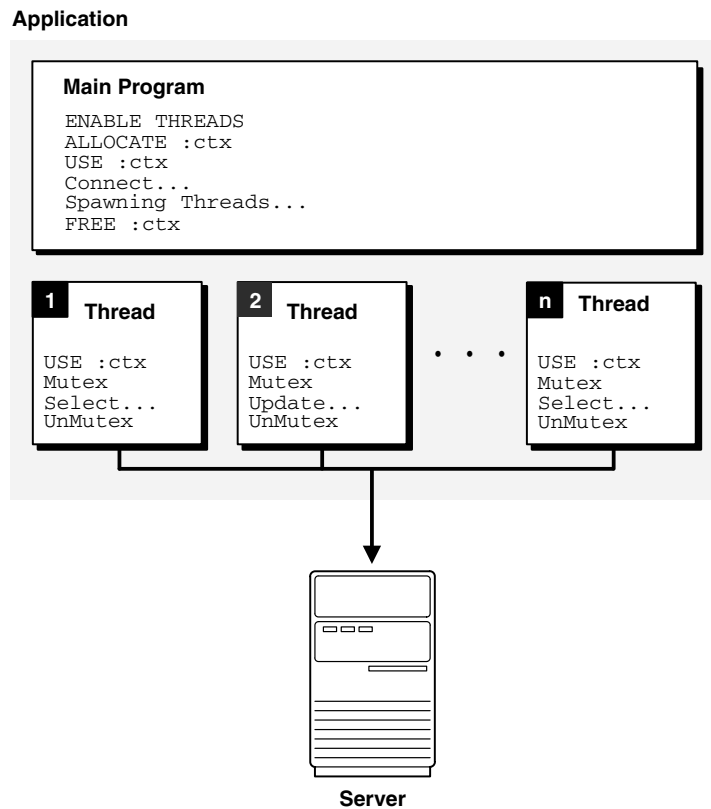 Application
Main Program
ENABLE THREADS
ALLOCATE :ctx
USE :ctx
Connect...
Spawning Threads...
FREE :ctx
1
Thread
USE :ctx
Mutex
Select...
UnMutex
2
Thread
USE :ctx
Mutex
Update...
UnMutex
. . .
n
Thread
USE :ctx
Mutex
Select...
UnMutex
Server